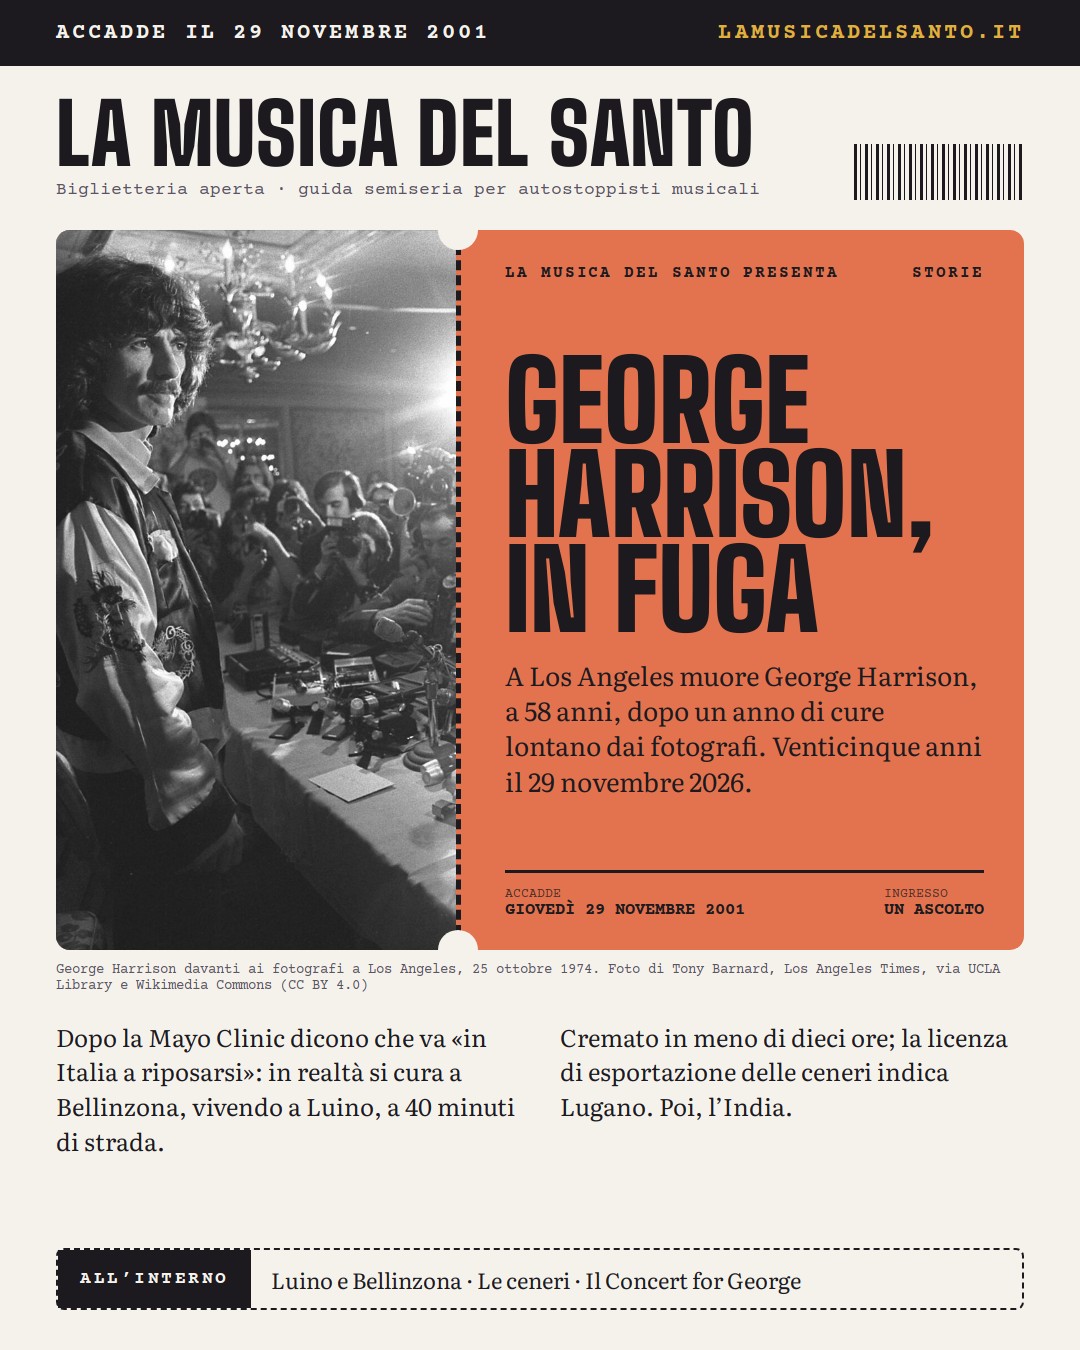 ACCADDE IL 29 NOVEMBRE 2001
LAMUSICADELSANTO.IT
LA MUSICA DEL SANTO
Biglietteria aperta · guida semiseria per autostoppisti musicali
LA MUSICA DEL SANTO PRESENTA
STORIE
GEORGE
HARRISON,
IN FUGA
A Los Angeles muore George Harrison,
a 58 anni, dopo un anno di cure
lontano dai fotografi. Venticinque anni
il 29 novembre 2026.
ACCADDE
GIOVEDÌ 29 NOVEMBRE 2001
INGRESSO
UN ASCOLTO
George Harrison davanti ai fotografi a Los Angeles, 25 ottobre 1974. Foto di Tony Barnard, Los Angeles Times, via UCLA
Library e Wikimedia Commons (CC BY 4.0)
Dopo la Mayo Clinic dicono che va «in
Italia a riposarsi»: in realtà si cura a
Bellinzona, vivendo a Luino, a 40 minuti
di strada.
Cremato in meno di dieci ore; la licenza
di esportazione delle ceneri indica
Lugano. Poi, l’India.
ALL’INTERNO
Luino e Bellinzona · Le ceneri · Il Concert for George